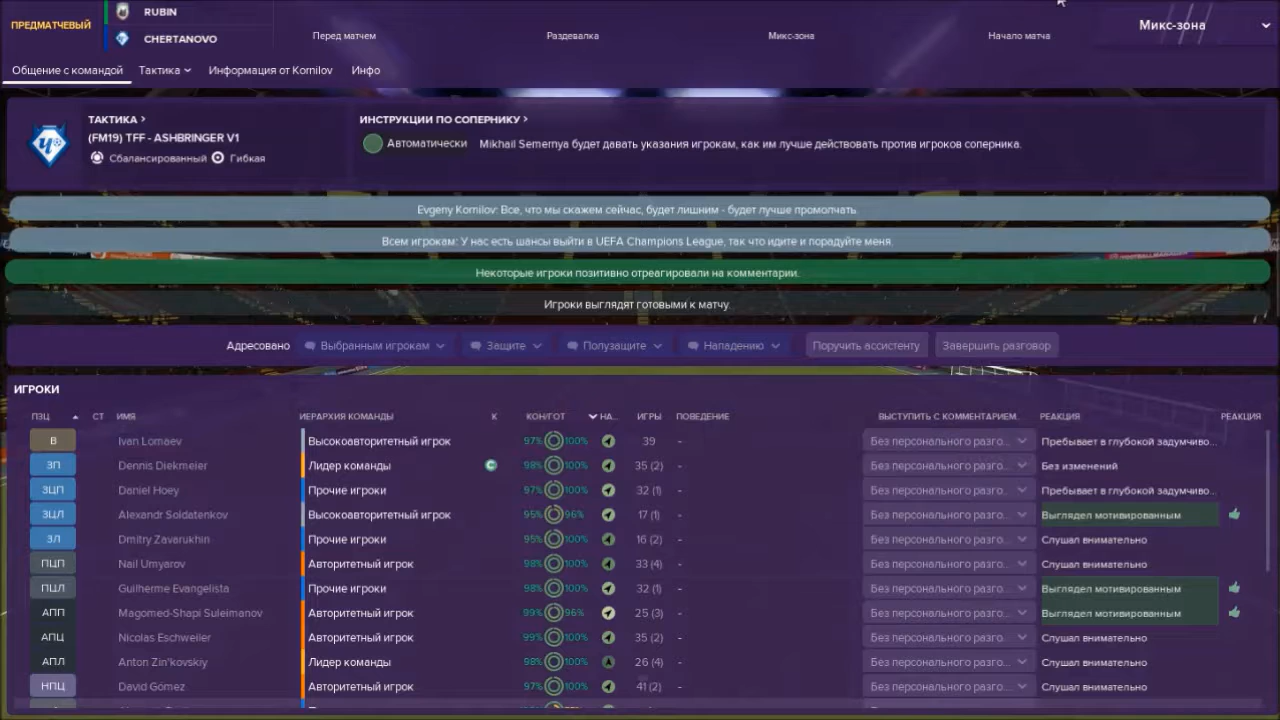 ПРЕДМАТЧЕВЫЙ
RUBIN
CHERTANOVO
Перед матчем Раздевалка Микс-зона Начало матча Микс-зона
Общение с командой Тактика Информация от Kornilov Инфо
ТАКТИКА >
(FM19) TFF - ASHBRINGER V1
Сбалансированный Гибкая
ИНСТРУКЦИИ ПО СОПЕРНИКУ >
Автоматически Mikhail Semernya будет давать указания игрокам, как им лучше действовать против игроков соперника.
Evgeny Kornilov: Все, что мы скажем сейчас, будет лишним - будет лучше промолчать.
Всем игрокам: У нас есть шансы выйти в UEFA Champions League, так что идите и порадуйте меня.
Некоторые игроки позитивно отреагировали на комментарии.
Игроки выглядят готовыми к матчу.
Адресовано Выбранным игрокам Защите Полузащите Нападению Поручить ассистенту Завершить разговор
ИГРОКИ
ПЗЦ СТ ИМЯ ИЕРАРХИЯ КОМАНДЫ К КОН/ГОТ НА... ИГРЫ ПОВЕДЕНИЕ ВЫСТУПИТЬ С КОММЕНТАРИЕМ... РЕАКЦИЯ РЕАКЦИЯ
В Ivan Lomaev Высокоавторитетный игрок 97% 100% 39 - Без персонального разго... Пребывает в глубокой задумчиво...
ЗП Dennis Diekmeier Лидер команды C 98% 100% 35 (2) - Без персонального разго... Без изменений
ЗЦП Daniel Hoey Прочие игроки 97% 100% 32 (1) - Без персонального разго... Пребывает в глубокой задумчиво...
ЗЦЛ Alexandr Soldatenkov Высокоавторитетный игрок 95% 96% 17 (1) - Без персонального разго... Выглядел мотивированным
ЗЛ Dmitry Zavarukhin Прочие игроки 95% 100% 16 (2) - Без персонального разго... Слушал внимательно
ПЦП Nail Umyarov Авторитетный игрок 98% 100% 33 (4) - Без персонального разго... Слушал внимательно
ПЦЛ Guilherme Evangelista Прочие игроки 98% 100% 32 (1) - Без персонального разго... Выглядел мотивированным
АПП Magomed-Shapi Suleimanov Авторитетный игрок 99% 96% 25 (3) - Без персонального разго... Выглядел мотивированным
АПЦ Nicolas Eschweiler Авторитетный игрок 99% 100% 35 (2) - Без персонального разго... Слушал внимательно
АПЛ Anton Zin'kovskiy Лидер команды 98% 100% 26 (4) - Без персонального разго... Слушал внимательно
НПЦ David Gómez Авторитетный игрок 97% 100% 41 (2) - Без персонального разго... Слушал внимательно